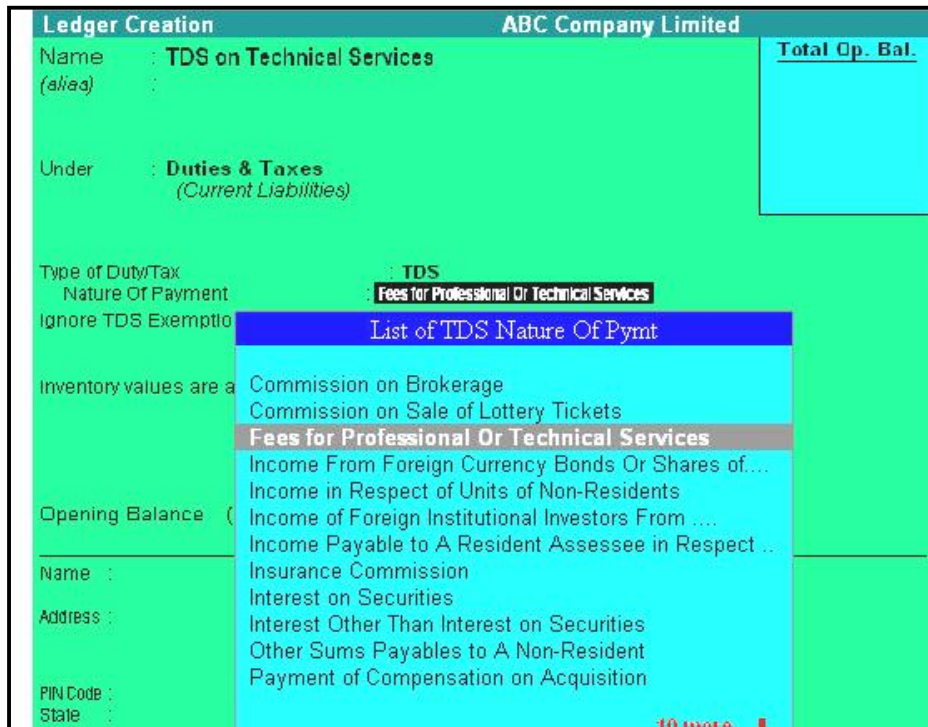 Ledger Creation ABC Company Limited
Name : TDS on Technical Services Total Op. Bal.
(alias) :
Under : Duties & Taxes
(Current Liabilities)
Type of Duty/Tax : TDS
Nature Of Payment : Fees for Professional Or Technical Services
Ignore TDS Exemptio
List of TDS Nature Of Pymt
Inventory values are a
Commission on Brokerage
Commission on Sale of Lottery Tickets
Fees for Professional Or Technical Services
Income From Foreign Currency Bonds Or Shares of....
Income in Respect of Units of Non-Residents
Opening Balance (
Income of Foreign Institutional Investors From ....
Income Payable to A Resident Assessee in Respect ..
Name :
Insurance Commission
Interest on Securities
Address :
Interest Other Than Interest on Securities
Other Sums Payables to A Non-Resident
Payment of Compensation on Acquisition
PIN Code :
State :
more